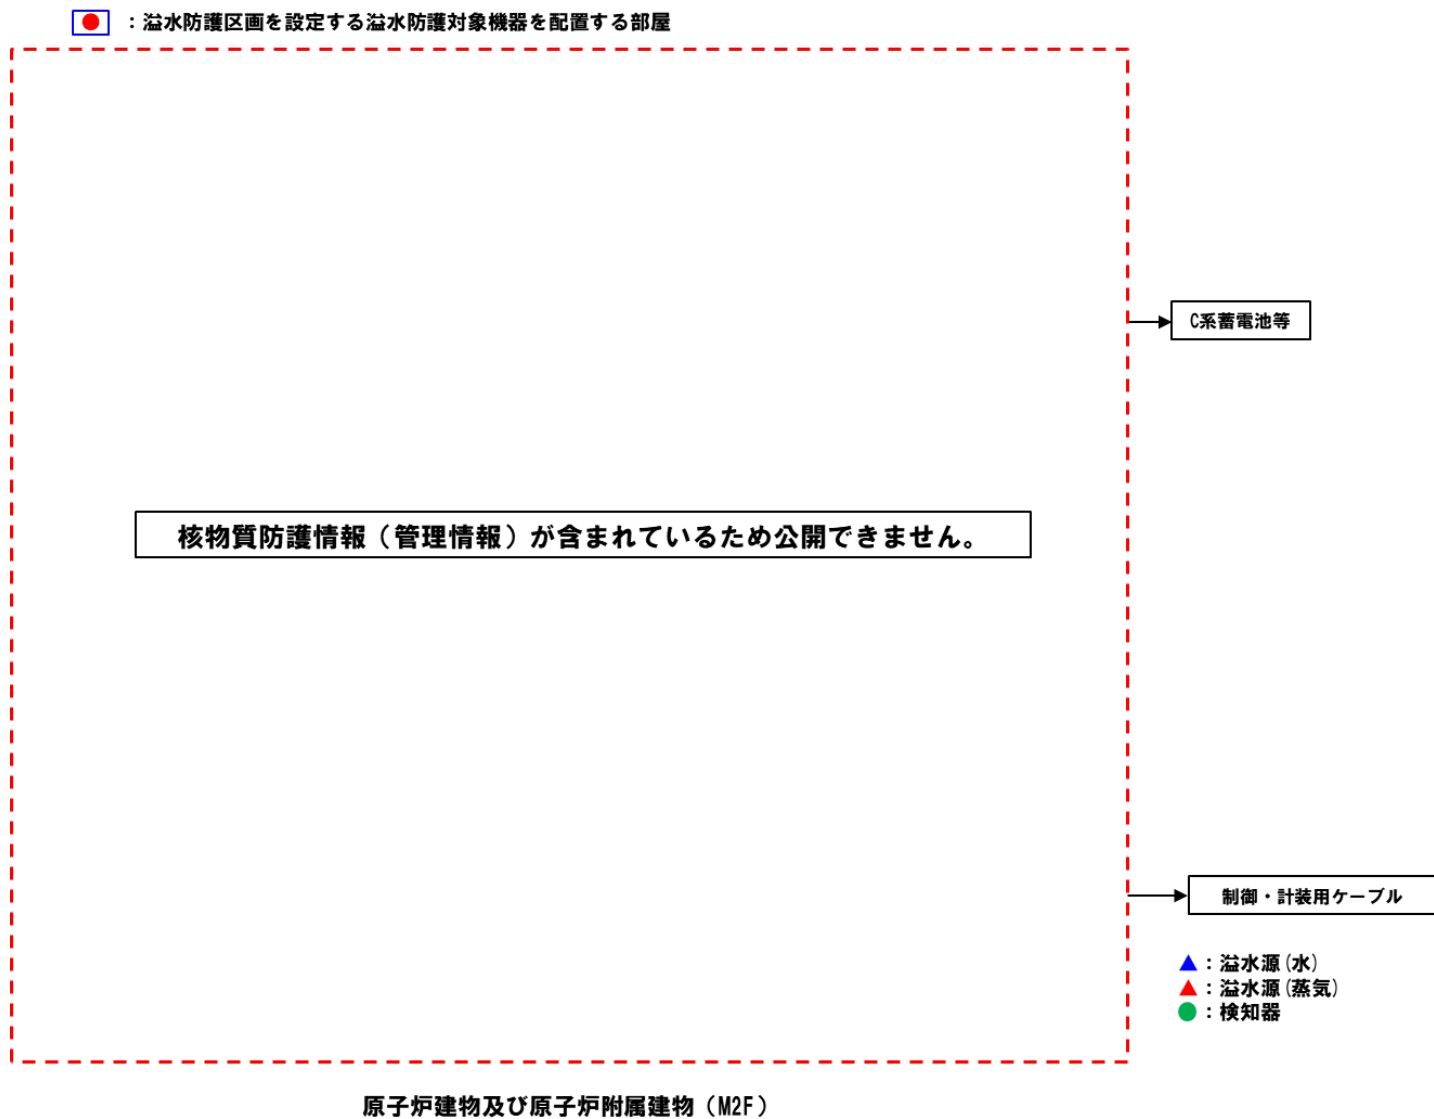 ：溢水防護区画を設定する溢水防護対象機器を配置する部屋
C系蓄電池等
核物質防護情報（管理情報）が含まれているため公開できません。
制御・計装用ケーブル
：溢水源(水)
：溢水源(蒸気)
：検知器
原子炉建物及び原子炉附属建物（M2F）